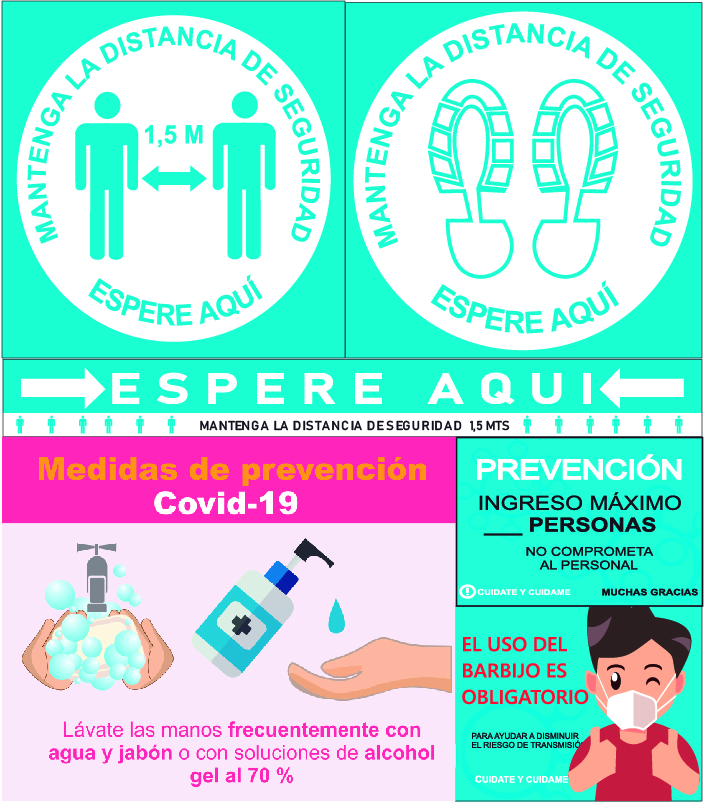 MANTENGA LA DISTANCIA DE SEGURIDAD
1,5 M
ESPERE AQUÍ
MANTENGA LA DISTANCIA DE SEGURIDAD
ESPERE AQUÍ
ESPERE AQUI
MANTENGA LA DISTANCIA DE SEGURIDAD 1,5 MTS
Medidas de prevención
Covid-19
Lávate las manos frecuentemente con
agua y jabón o con soluciones de alcohol
gel al 70 %
PREVENCIÓN
INGRESO MÁXIMO
___ PERSONAS
NO COMPROMETA
AL PERSONAL
CUIDATE Y CUIDAME
MUCHAS GRACIAS
EL USO DEL
BARBIJO ES
OBLIGATORIO
PARA AYUDAR A DISMINUIR
EL RIESGO DE TRANSMISIÓ
CUIDATE Y CUIDAME